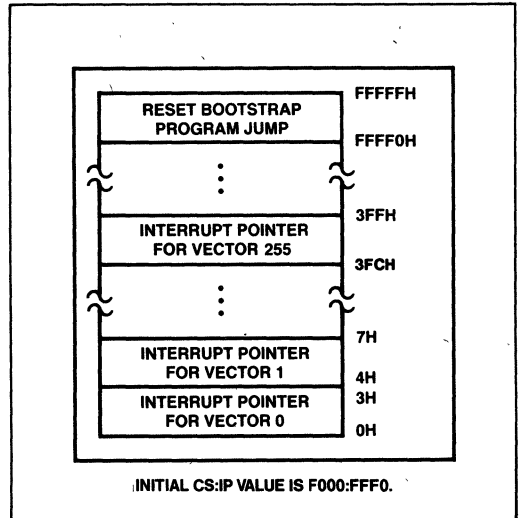 FFFFFH
RESET BOOTSTRAP
PROGRAM JUMP
FFFF0H
3FFH
INTERRUPT POINTER
FOR VECTOR 255
3FCH
7H
INTERRUPT POINTER
FOR VECTOR 1
4H
3H
INTERRUPT POINTER
FOR VECTOR 0
0H
INITIAL CS:IP VALUE IS F000:FFF0.